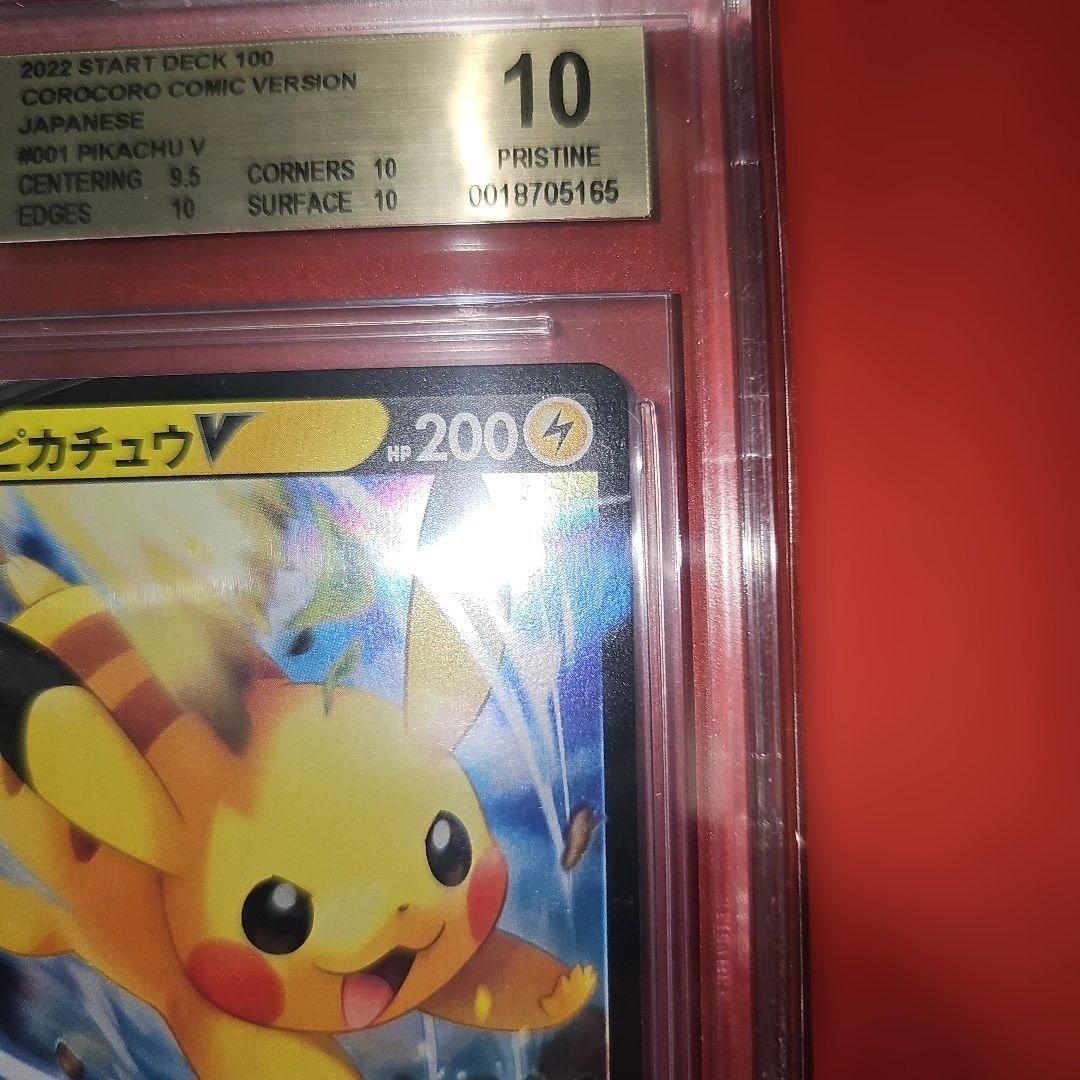 2022 START DECK 100
COROCORO COMIC VERSION
JAPANESE
#001 PIKACHU V
CENTERING 9.5 CORNERS 10
EDGES 10 SURFACE 10
10
PRISTINE
0018705165
ピカチュウV
HP 200